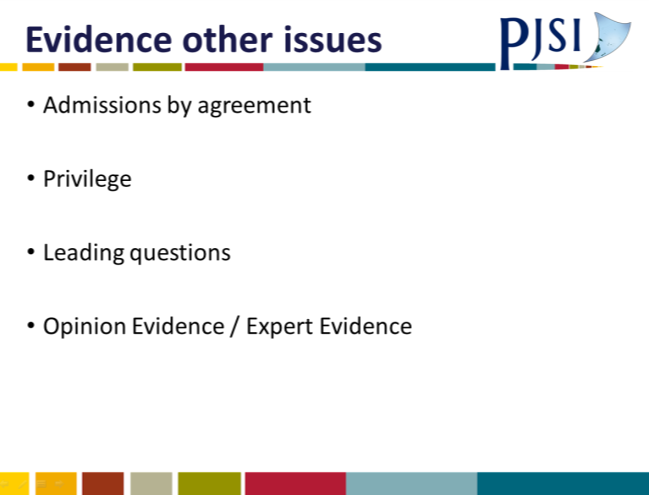 Evidence other issues
PJSI
• Admissions by agreement
• Privilege
• Leading questions
• Opinion Evidence / Expert Evidence